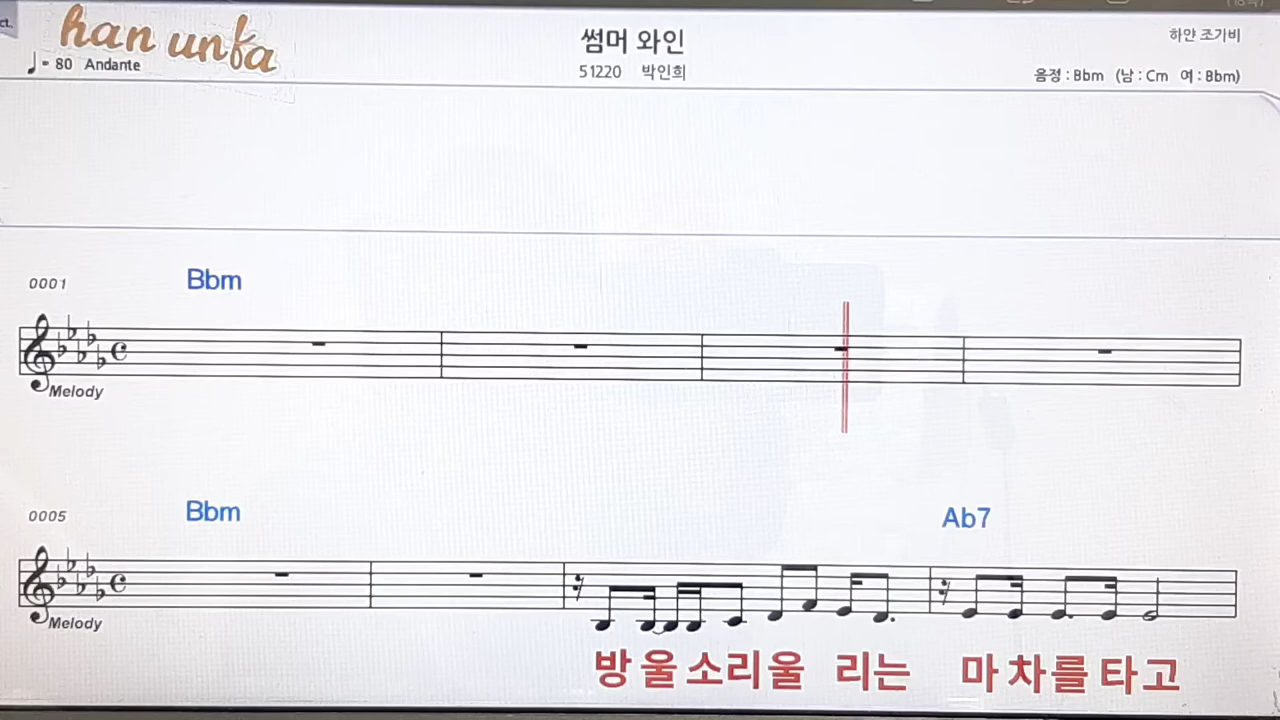 ct.
han unfa
썸머 와인
하얀 조기비
♩= 80 Andante
51220 박인희
음정 : Bbm (남 : Cm 여 : Bbm)
0001
Bbm
Melody
0005
Bbm
Ab7
Melody
방울소리울 리는 마차를타고